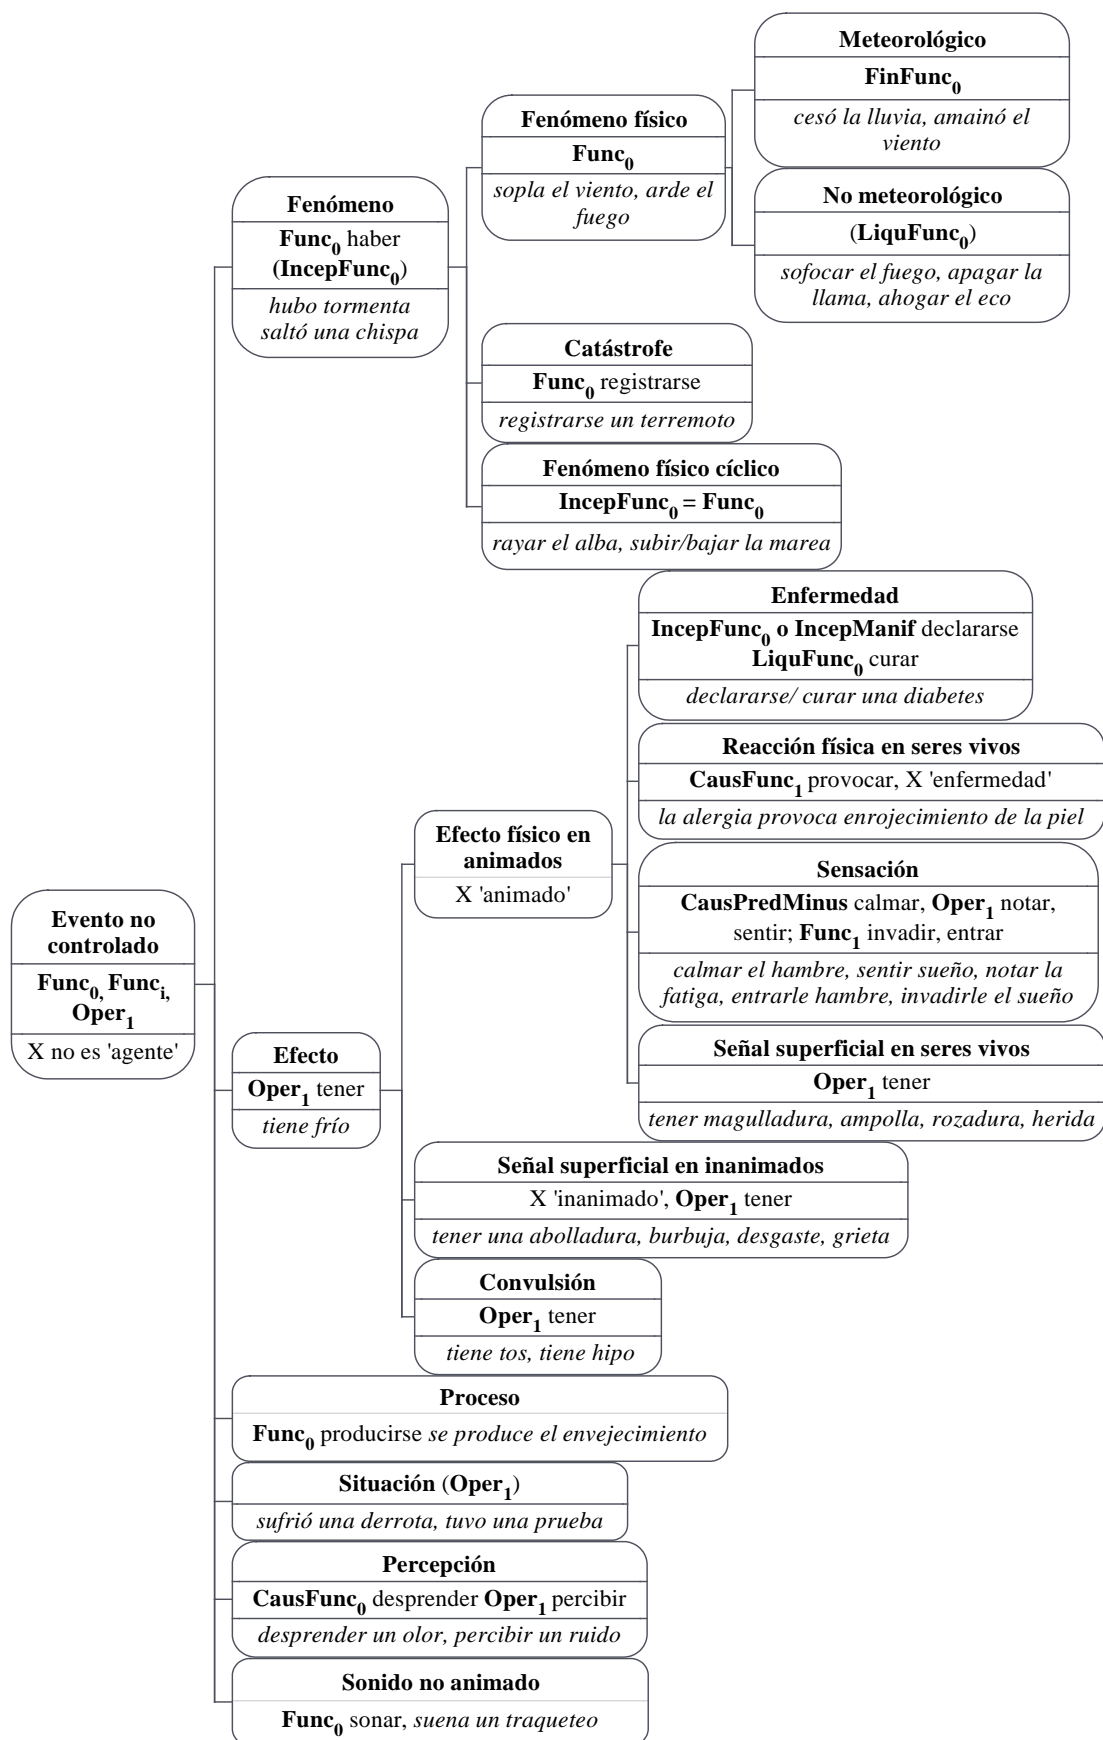 Meteorológico
FinFunc0
cesó la lluvia, amainó el
viento
No meteorológico
(LiquFunc0)
sofocar el fuego, apagar la
llama, ahogar el eco
Fenómeno físico
Func0
sopla el viento, arde el
fuego
Fenómeno
Func0 haber
(IncepFunc0)
hubo tormenta
saltó una chispa
Catástrofe
Func0 registrarse
registrarse un terremoto
Fenómeno físico cíclico
IncepFunc0 = Func0
rayar el alba, subir/bajar la marea
Enfermedad
IncepFunc0 o IncepManif declararse
LiquFunc0 curar
declararse/ curar una diabetes
Reacción física en seres vivos
CausFunc1 provocar, X 'enfermedad'
la alergia provoca enrojecimiento de la piel
Efecto físico en
animados
X 'animado'
Sensación
CausPredMinus calmar, Oper1 notar,
sentir; Func1 invadir, entrar
calmar el hambre, sentir sueño, notar la
fatiga, entrarle hambre, invadirle el sueño
Evento no
controlado
Func0, Funci,
Oper1
X no es 'agente'
Señal superficial en seres vivos
Oper1 tener
tener magulladura, ampolla, rozadura, herida
Efecto
Oper1 tener
tiene frío
Señal superficial en inanimados
X 'inanimado', Oper1 tener
tener una abolladura, burbuja, desgaste, grieta
Convulsión
Oper1 tener
tiene tos, tiene hipo
Proceso
Func0 producirse se produce el envejecimiento
Situación (Oper1)
sufrió una derrota, tuvo una prueba
Percepción
CausFunc0 desprender Oper1 percibir
desprender un olor, percibir un ruido
Sonido no animado
Func0 sonar, suena un traqueteo